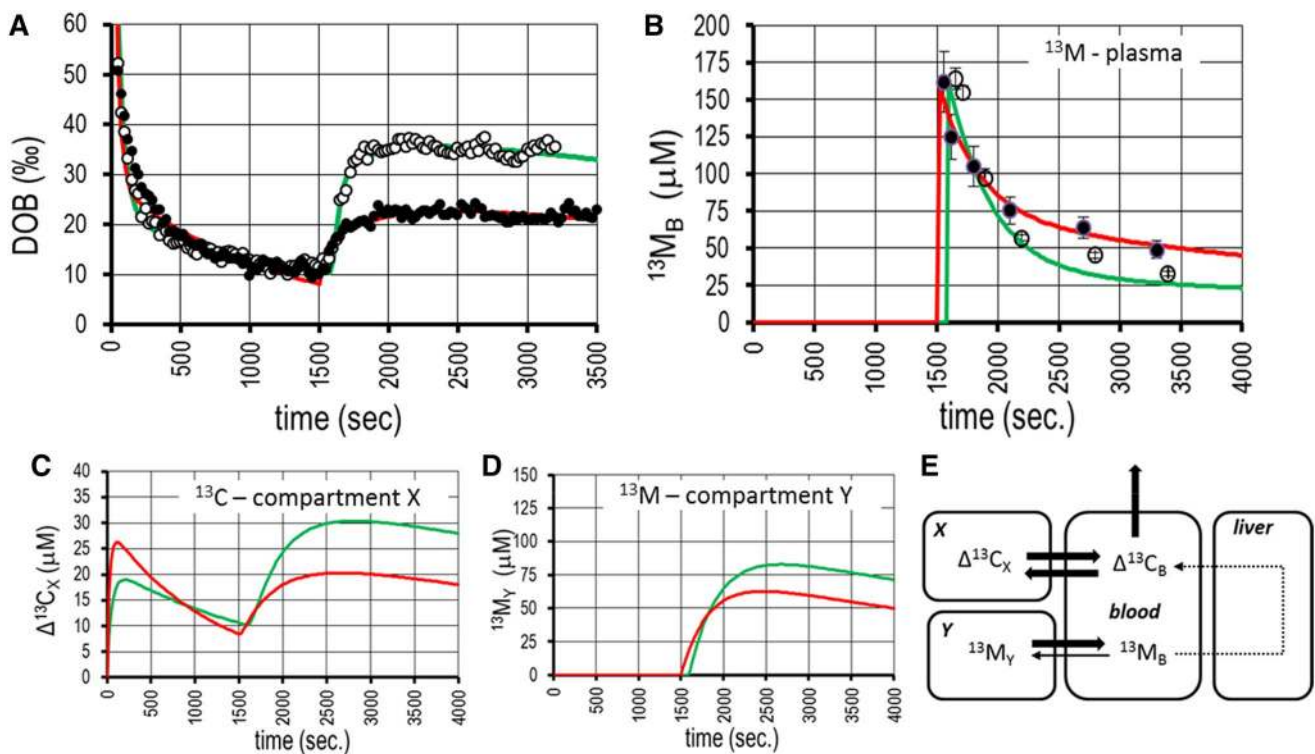 A
60
50
40
30
20
10
0
DOB (‰)
0
500
1000
1500
2000
2500
3000
3500
time (sec)
B
200
175
150
125
100
75
50
25
0
¹³M_B (μM)
¹³M - plasma
0
500
1000
1500
2000
2500
3000
3500
4000
time (sec.)
C
40
35
30
25
20
15
10
5
0
Δ¹³C_X (μM)
¹³C – compartment X
0
500
1000
1500
2000
2500
3000
3500
4000
time (sec.)
D
150
125
100
75
50
25
0
¹³M_Y (μM)
¹³M – compartment Y
0
500
1000
1500
2000
2500
3000
3500
4000
time (sec.)
E
X
Δ¹³C_X
Δ¹³C_B
liver
blood
Y
¹³M_Y
¹³M_B